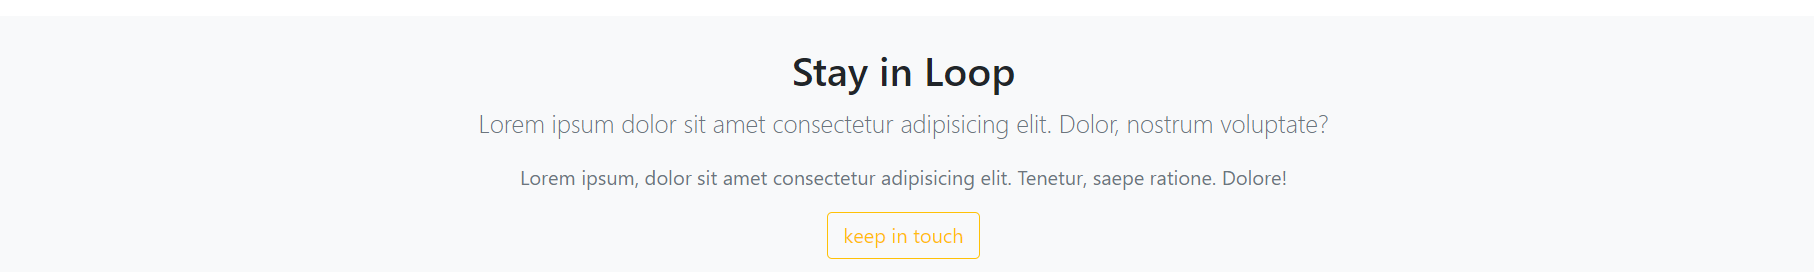 Stay in Loop
Lorem ipsum dolor sit amet consectetur adipisicing elit. Dolor, nostrum voluptate?
Lorem ipsum, dolor sit amet consectetur adipisicing elit. Tenetur, saepe ratione. Dolore!
keep in touch